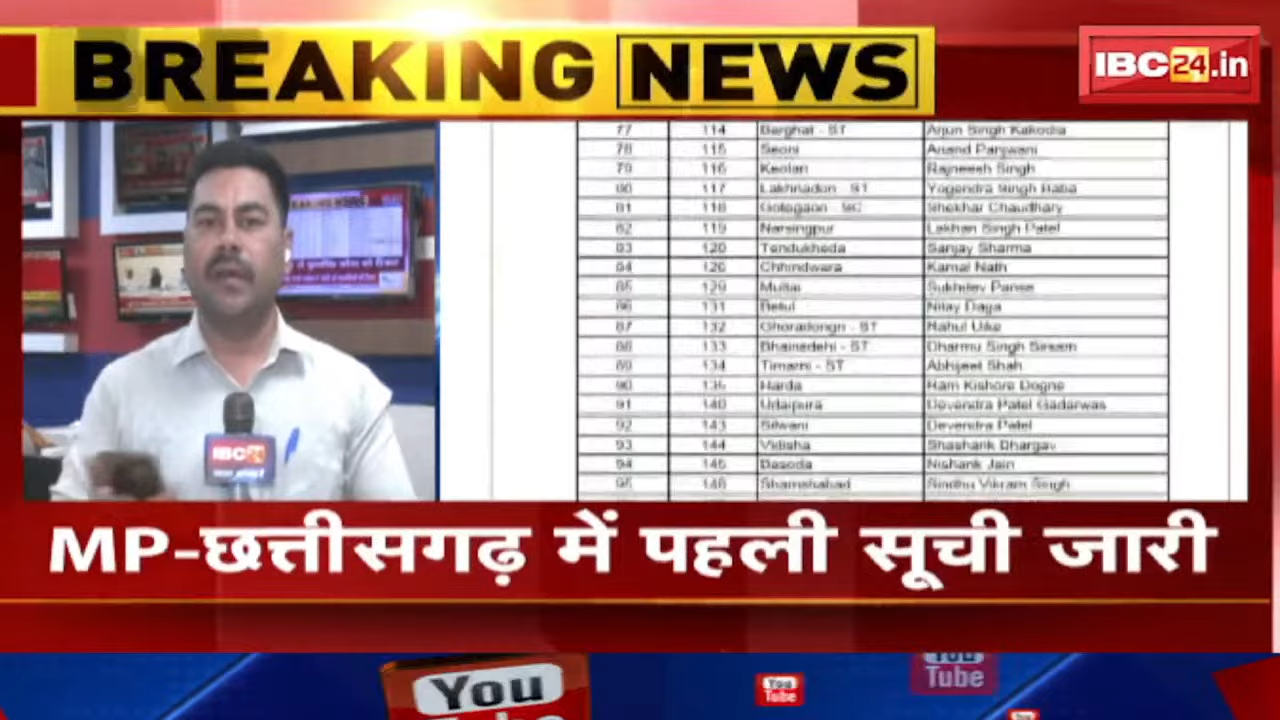 BREAKING NEWS
IBC24.in
77 114 Barghat - ST Arjun Singh Kakodia
78 115 Seoni Anand Panjwani
79 116 Keolari Rajneesh Singh
80 117 Lakhnadon - ST Yogendra Singh Baba
81 118 Gotegaon - SC Shekhar Chaudhary
82 119 Narsingpur Lakhan Singh Patel
83 120 Tendukheda Sanjay Sharma
84 126 Chhindwara Kamal Nath
85 129 Multai Sukhdev Panse
86 131 Betul Nilay Daga
87 132 Ghoradongri - ST Rahul Uike
88 133 Bhainsdehi - ST Dharmu Singh Sirsam
89 134 Timarni - ST Abhijeet Shah
90 135 Harda Ram Kishore Dogne
91 140 Udaipura Devendra Patel Gadarwas
92 143 Silwani Devendra Patel
93 144 Vidisha Shashank Bhargav
94 145 Basoda Nishank Jain
95 146 Shamshabad Sindhu Vikram Singh
IBC24
MP-छत्तीसगढ़ में पहली सूची जारी
You
Tube
You
Tube
You
Tube